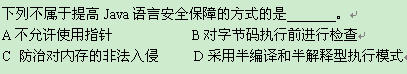 下列不属于提高 Java 语言安全保障的方式的是_______。
A 不允许使用指针 B 对字节码执行前进行检查
C 防治对内存的非法入侵 D 采用半编译和半解释型执行模式